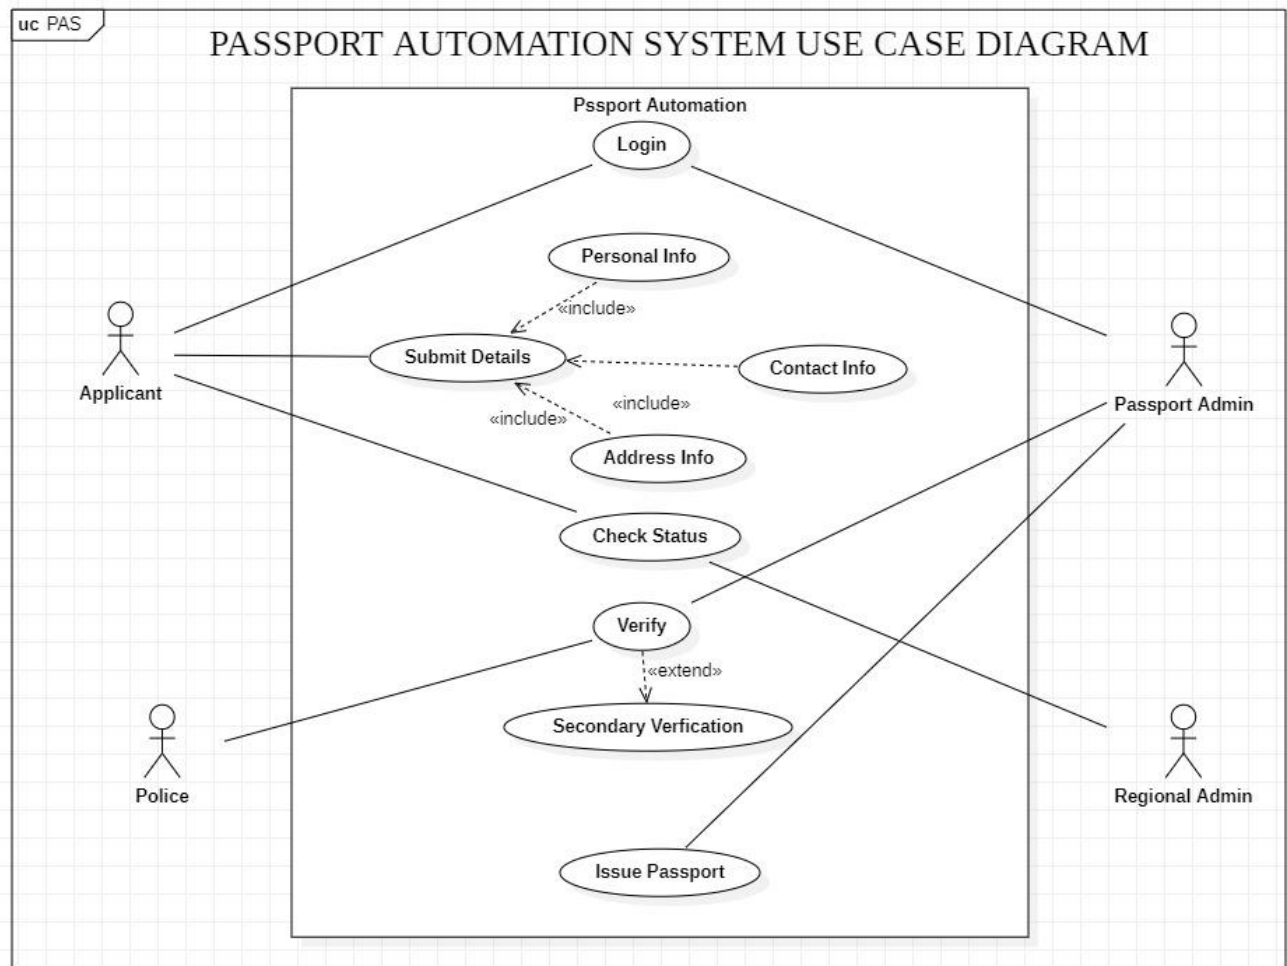 uc PAS
PASSPORT AUTOMATION SYSTEM USE CASE DIAGRAM
Pssport Automation
Login
Personal Info
«include»
Submit Details
Contact Info
Applicant
Passport Admin
«include»
«include»
Address Info
Check Status
Verify
«extend»
Secondary Verfication
Police
Regional Admin
Issue Passport